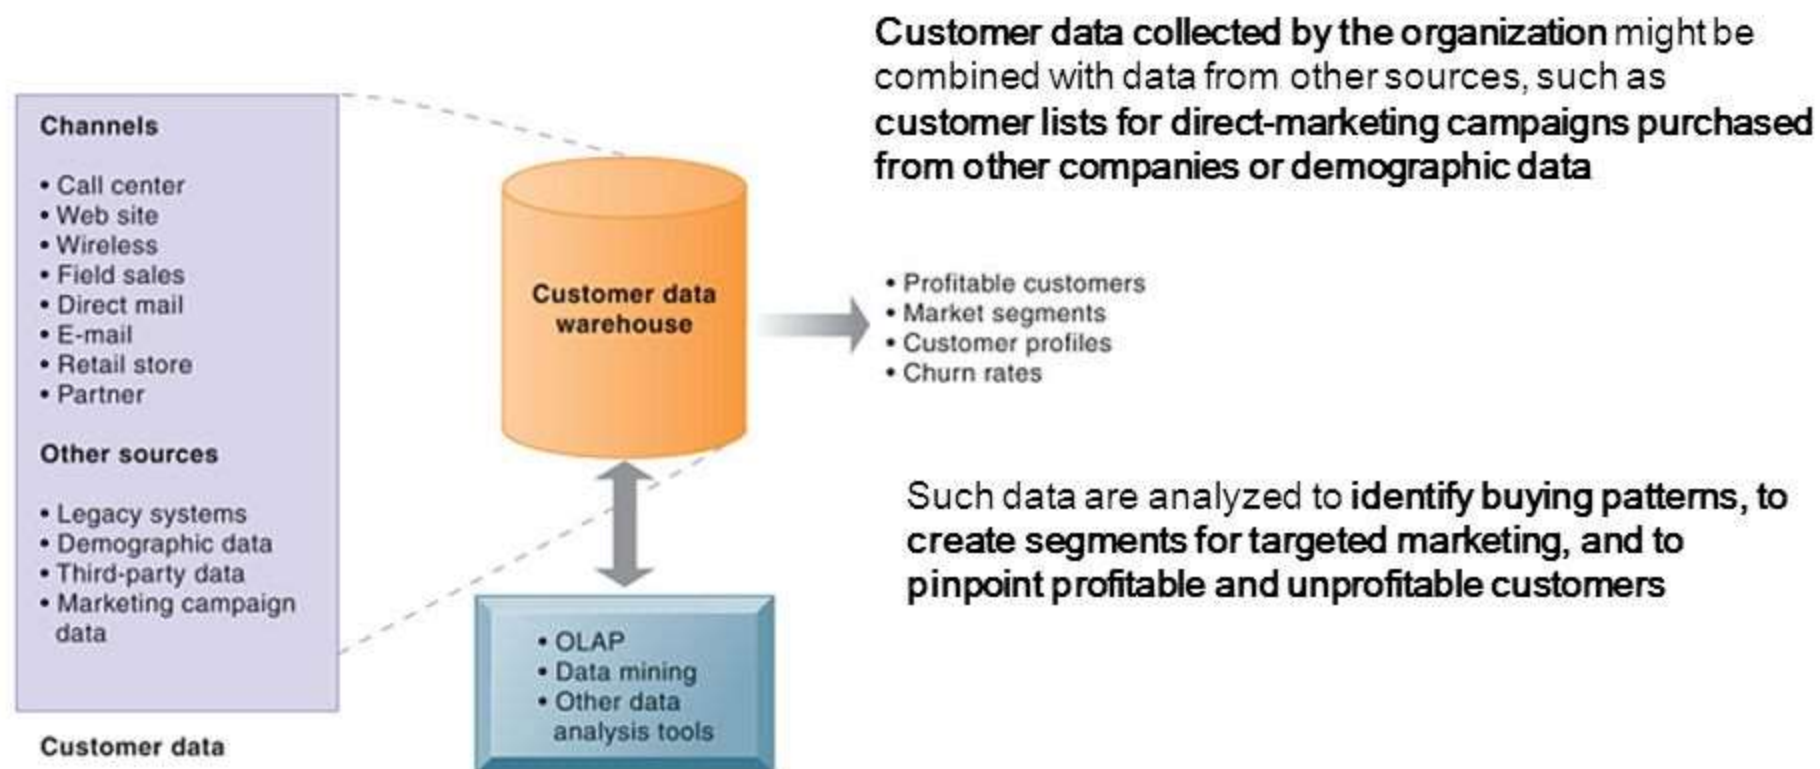 Customer data collected by the organization might be
combined with data from other sources, such as
customer lists for direct-marketing campaigns purchased
from other companies or demographic data
Channels
• Call center
• Web site
• Wireless
• Field sales
• Direct mail
• E-mail
• Retail store
• Partner
Other sources
• Legacy systems
• Demographic data
• Third-party data
• Marketing campaign
data
Customer data
Customer data
warehouse
• Profitable customers
• Market segments
• Customer profiles
• Churn rates
• OLAP
• Data mining
• Other data
analysis tools
Such data are analyzed to identify buying patterns, to
create segments for targeted marketing, and to
pinpoint profitable and unprofitable customers